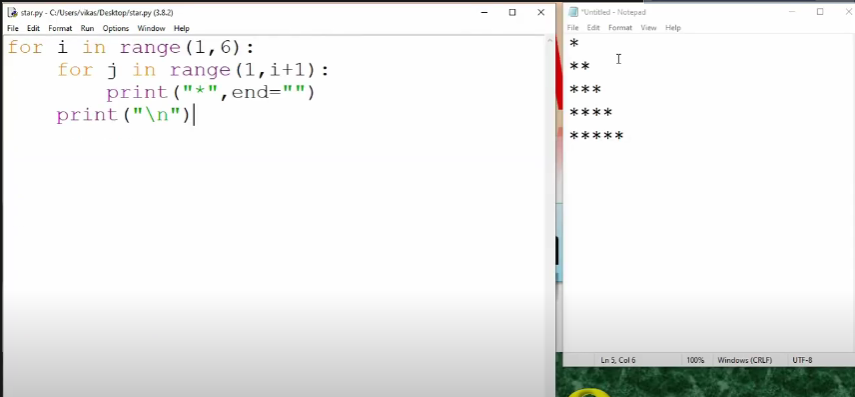 star.py - C:/Users/vikas/Desktop/star.py (3.8.2)
File Edit Format Run Options Window Help
for i in range(1,6):
    for j in range(1,i+1):
        print("*",end="")
    print("\n")
*Untitled - Notepad
File Edit Format View Help
*
**
***
****
*****
Ln 5, Col 6 100% Windows (CRLF) UTF-8